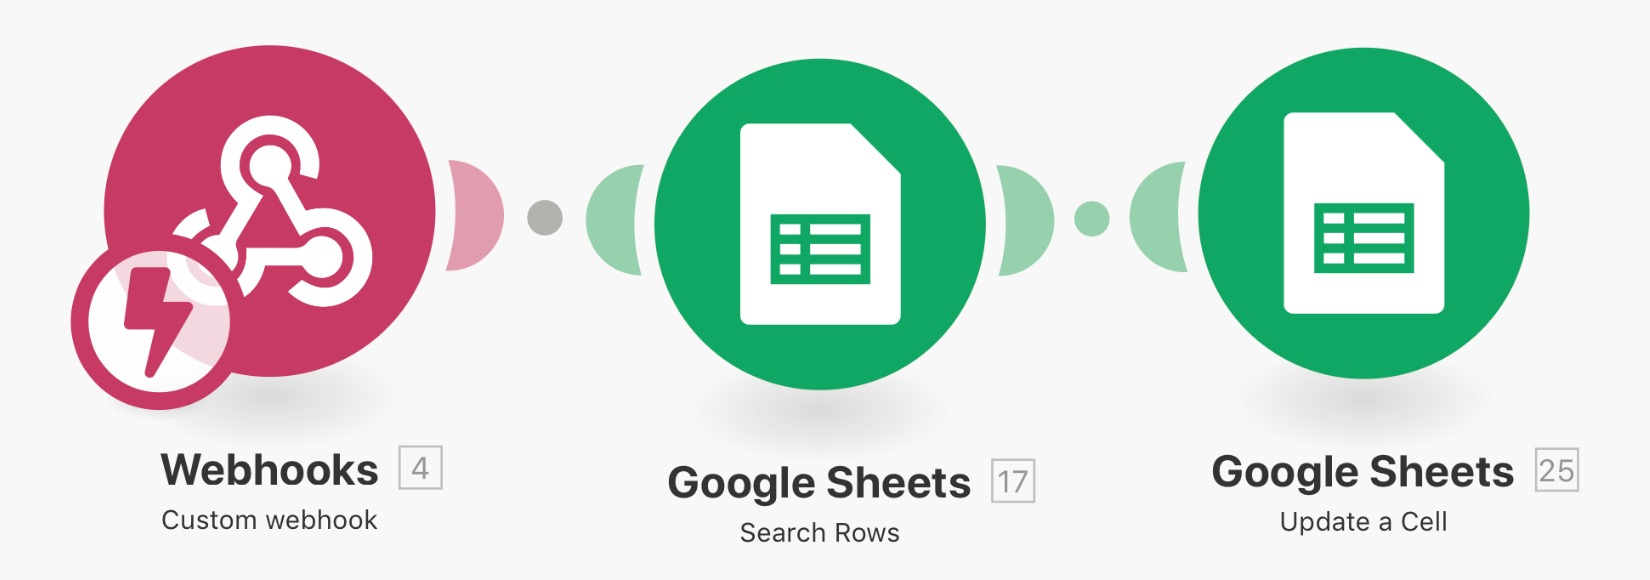 Webhooks 4
Custom webhook
Google Sheets 17
Search Rows
Google Sheets 25
Update a Cell